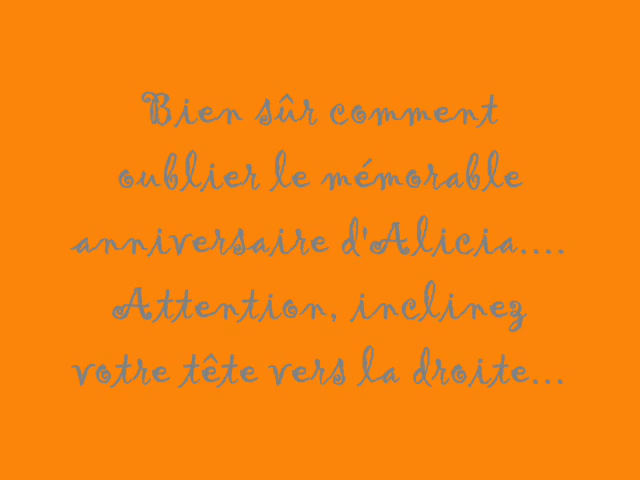 Bien sûr comment
oublier le mémorable
anniversaire d'Alicia....
Attention, inclinez
votre tête vers la droite...